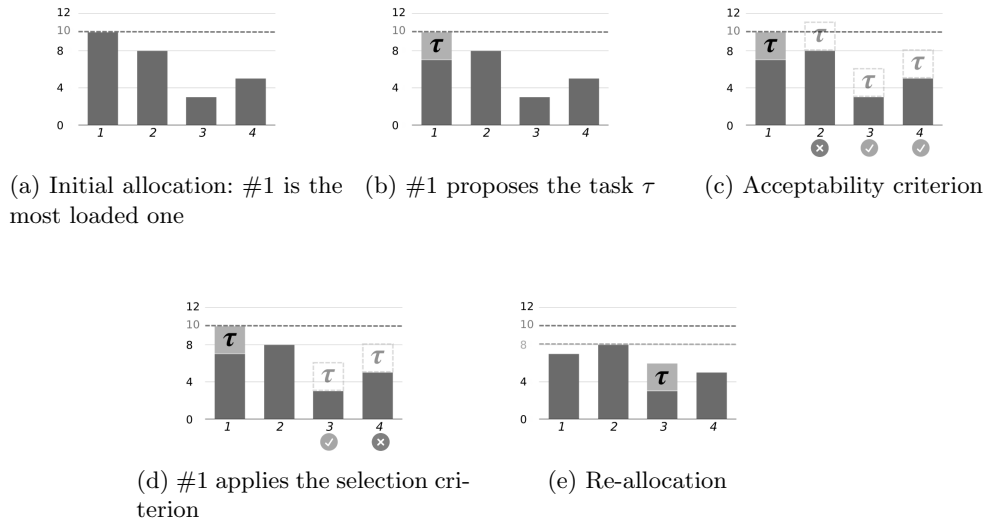 12
10
8
4
0
1 2 3 4
(a) Initial allocation: #1 is the
most loaded one
12
10
8
4
0
τ
1 2 3 4
(b) #1 proposes the task τ
12
10
8
4
0
τ τ τ τ
1 2 3 4
(c) Acceptability criterion
12
10
8
4
0
τ τ τ
1 2 3 4
(d) #1 applies the selection cri-
terion
12
10
8
8
4
0
τ
1 2 3 4
(e) Re-allocation